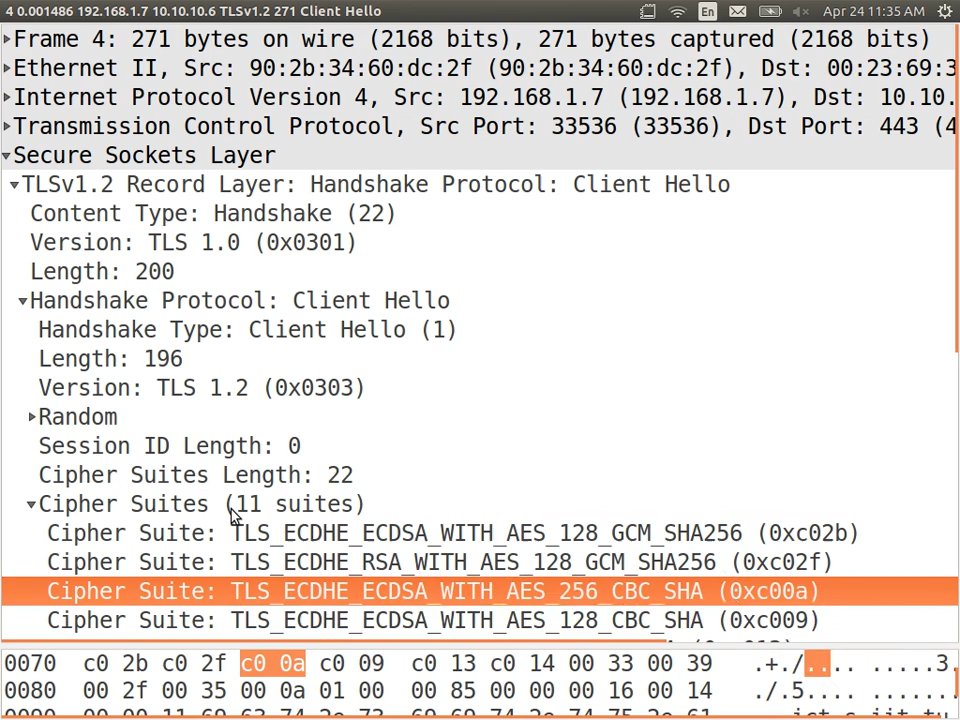 4 0.001486 192.168.1.7 10.10.10.6 TLSv1.2 271 Client Hello En Apr 24 11:35 AM
Frame 4: 271 bytes on wire (2168 bits), 271 bytes captured (2168 bits)
Ethernet II, Src: 90:2b:34:60:dc:2f (90:2b:34:60:dc:2f), Dst: 00:23:69:3
Internet Protocol Version 4, Src: 192.168.1.7 (192.168.1.7), Dst: 10.10.
Transmission Control Protocol, Src Port: 33536 (33536), Dst Port: 443 (4
Secure Sockets Layer
TLSv1.2 Record Layer: Handshake Protocol: Client Hello
Content Type: Handshake (22)
Version: TLS 1.0 (0x0301)
Length: 200
Handshake Protocol: Client Hello
Handshake Type: Client Hello (1)
Length: 196
Version: TLS 1.2 (0x0303)
Random
Session ID Length: 0
Cipher Suites Length: 22
Cipher Suites (11 suites)
Cipher Suite: TLS_ECDHE_ECDSA_WITH_AES_128_GCM_SHA256 (0xc02b)
Cipher Suite: TLS_ECDHE_RSA_WITH_AES_128_GCM_SHA256 (0xc02f)
Cipher Suite: TLS_ECDHE_ECDSA_WITH_AES_256_CBC_SHA (0xc00a)
Cipher Suite: TLS_ECDHE_ECDSA_WITH_AES_128_CBC_SHA (0xc009)
0070 c0 2b c0 2f c0 0a c0 09 c0 13 c0 14 00 33 00 39 .+./.... .....3.
0080 00 2f 00 35 00 0a 01 00 00 85 00 00 00 16 00 14 ./.5.... .......